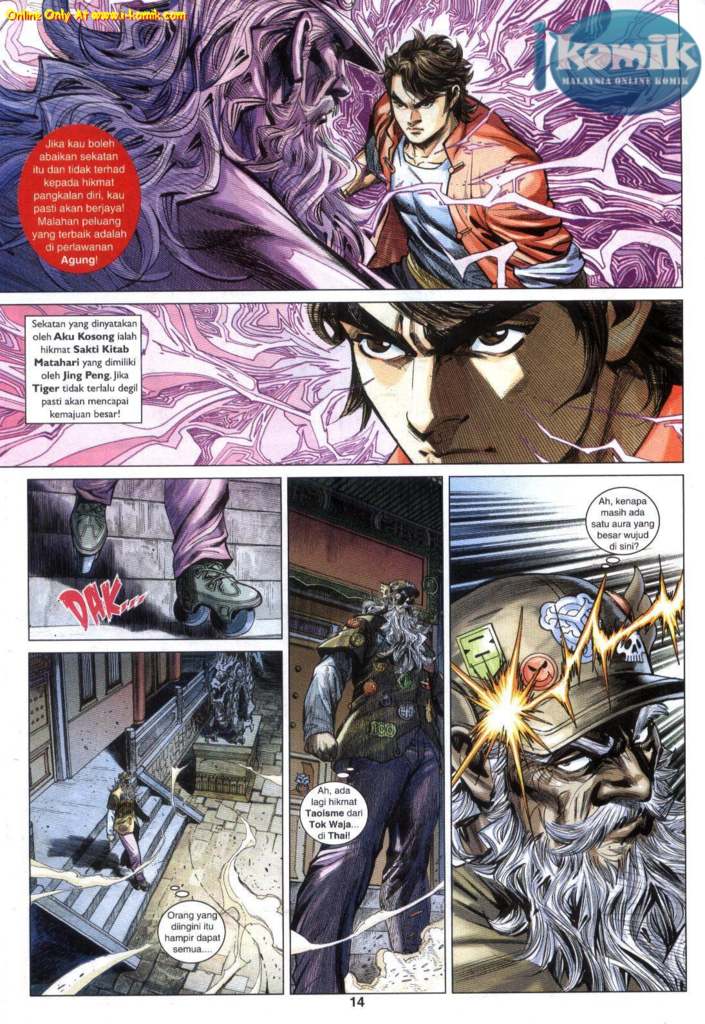 Online Only At www.i-komik.com
ikomik
MALAYSIA ONLINE KOMIK
Jika kau boleh
abaikan sekatan
itu dan tidak terhad
kepada hikmat
pangkalan diri, kau
pasti akan berjaya!
Malahan peluang
yang terbaik adalah
di perlawanan
Agung!
Sekatan yang dinyatakan
oleh Aku Kosong ialah
hikmat Sakti Kitab
Matahari yang dimiliki
oleh Jing Peng. Jika
Tiger tidak terlalu degil
pasti akan mencapai
kemajuan besar!
DAK...
Orang yang
diingini itu
hampir dapat
semua....
Ah, ada
lagi hikmat
Taoisme dari
Tok Waja...
di Thai!
Ah, kenapa
masih ada
satu aura yang
besar wujud
di sini?
14